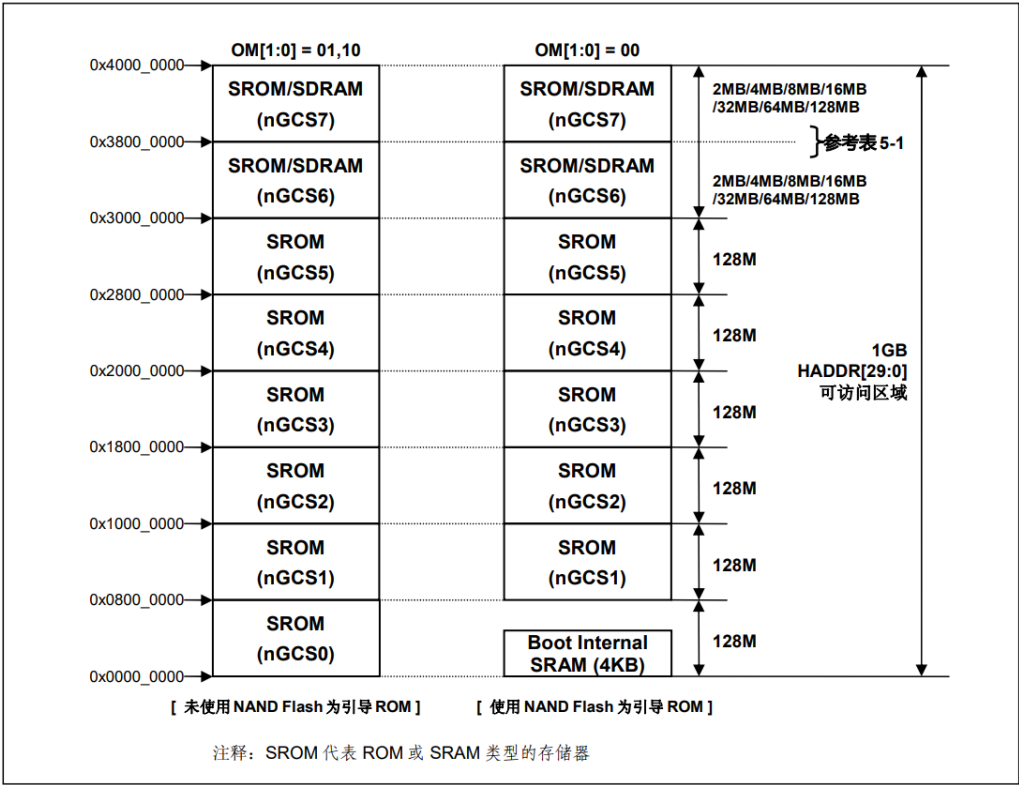 OM[1:0] = 01,10
OM[1:0] = 00
0x4000_0000
SROM/SDRAM
(nGCS7)
SROM/SDRAM
(nGCS7)
2MB/4MB/8MB/16MB
/32MB/64MB/128MB
0x3800_0000
参考表5-1
SROM/SDRAM
(nGCS6)
SROM/SDRAM
(nGCS6)
2MB/4MB/8MB/16MB
/32MB/64MB/128MB
0x3000_0000
SROM
(nGCS5)
SROM
(nGCS5)
128M
0x2800_0000
SROM
(nGCS4)
SROM
(nGCS4)
128M
1GB
HADDR[29:0]
可访问区域
0x2000_0000
SROM
(nGCS3)
SROM
(nGCS3)
128M
0x1800_0000
SROM
(nGCS2)
SROM
(nGCS2)
128M
0x1000_0000
SROM
(nGCS1)
SROM
(nGCS1)
128M
0x0800_0000
SROM
(nGCS0)
Boot Internal
SRAM (4KB)
128M
0x0000_0000
[ 未使用 NAND Flash 为引导 ROM ]
[ 使用 NAND Flash 为引导 ROM ]
注释：SROM 代表 ROM 或 SRAM 类型的存储器